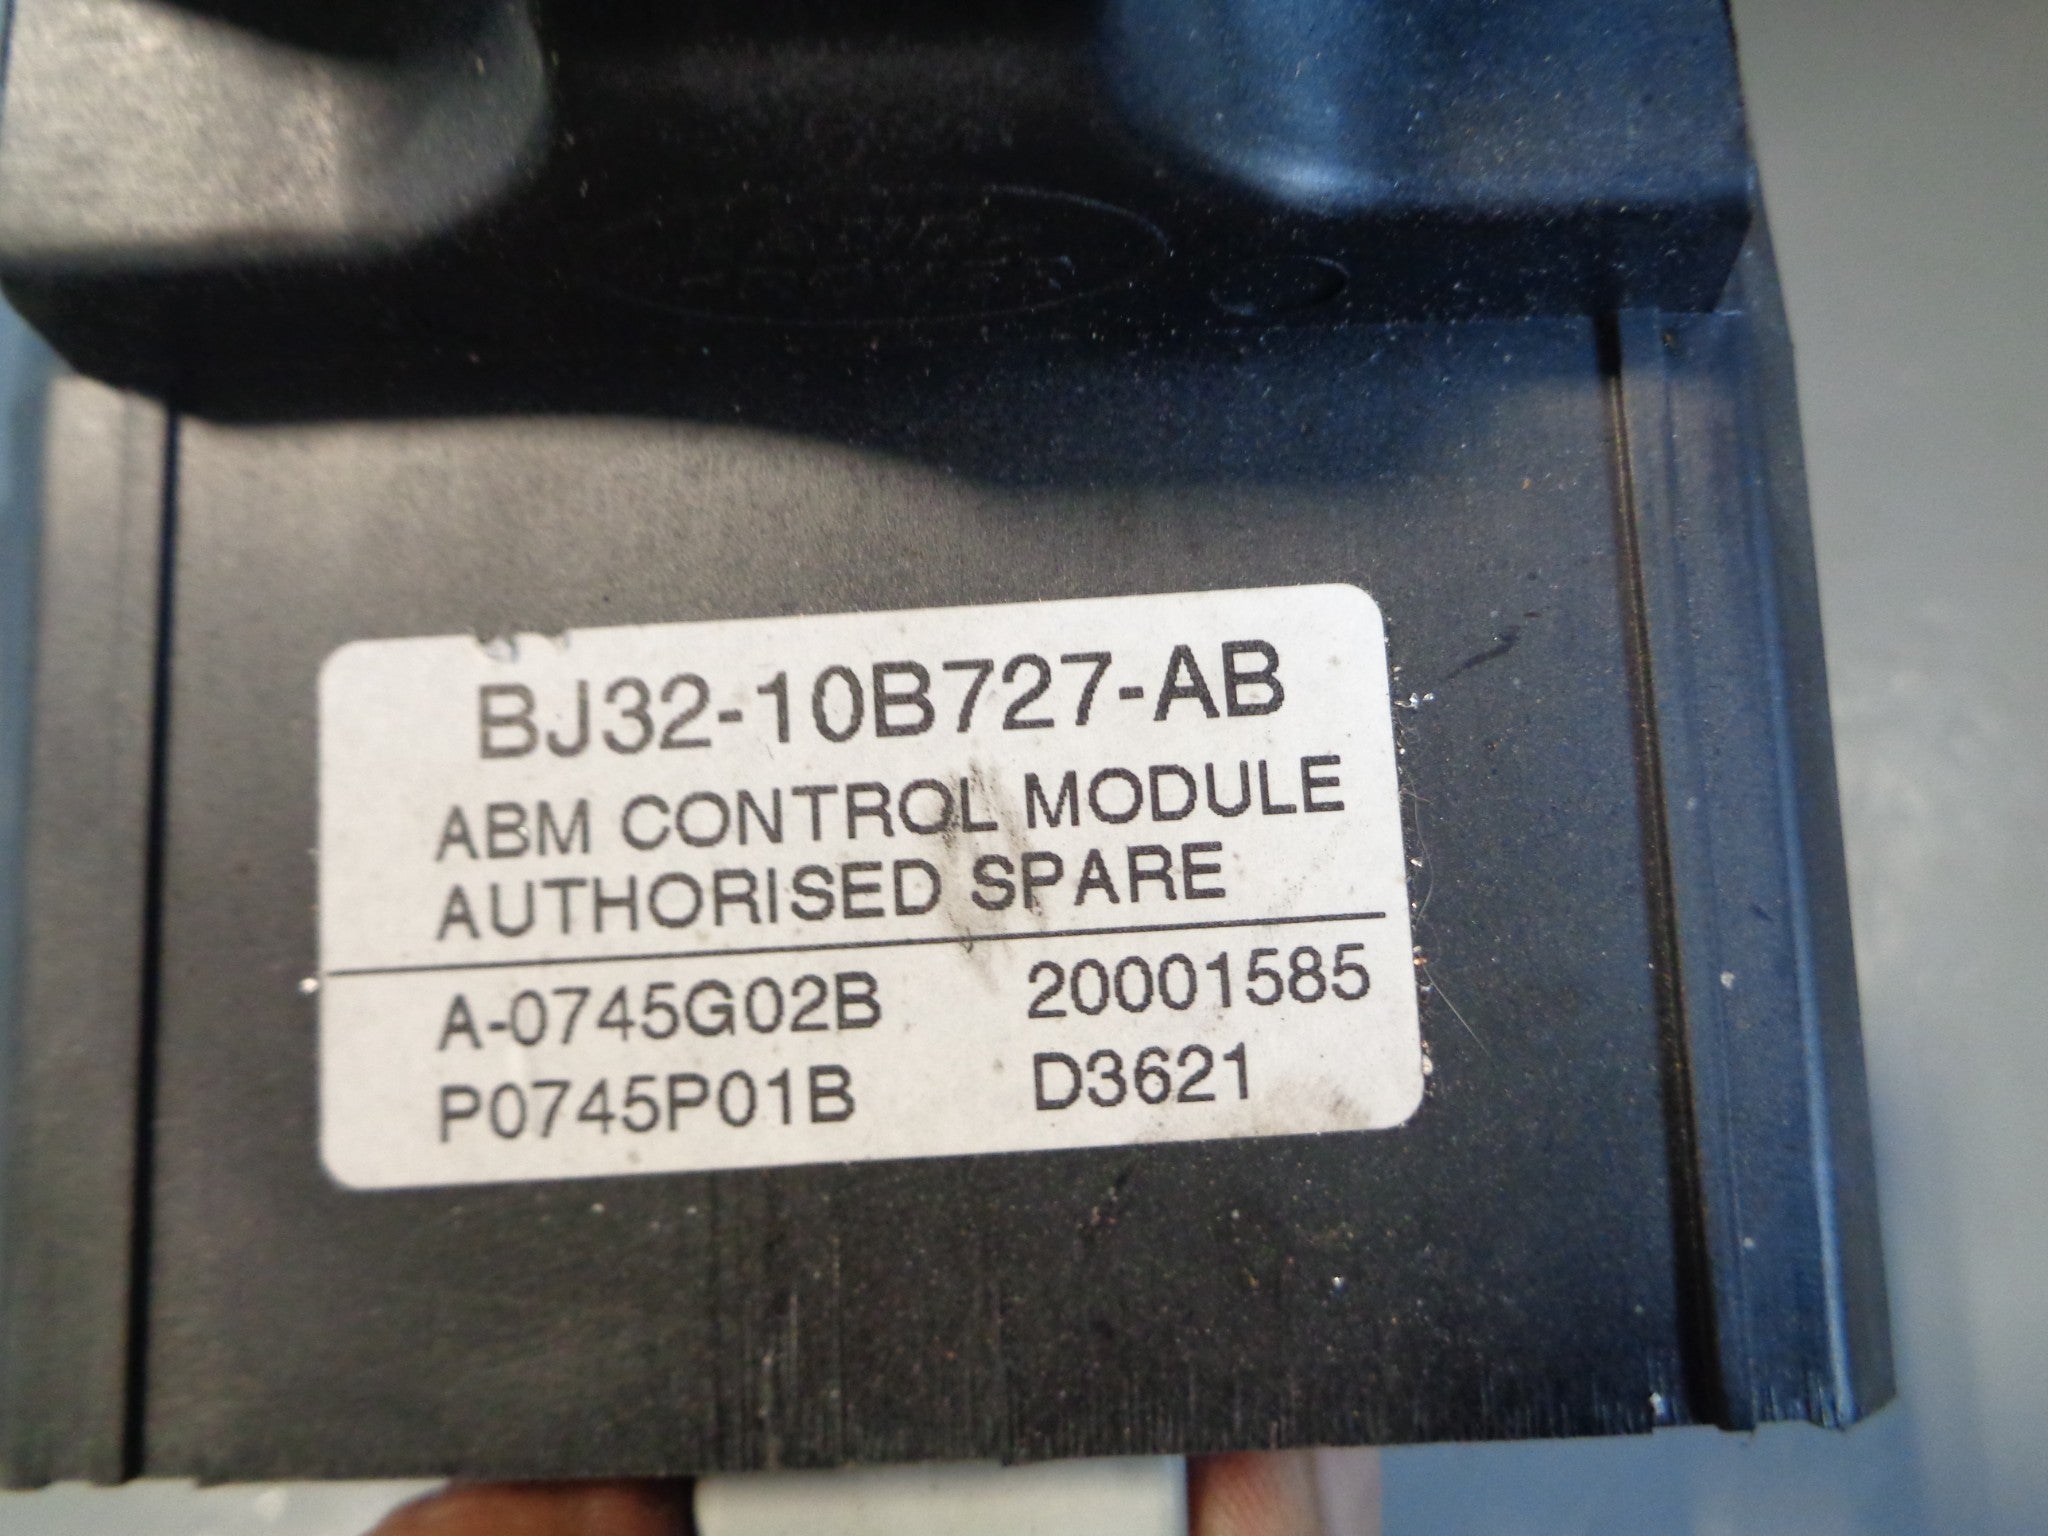 BJ32-10B727-AB
ABM CONTROL MODULE
AUTHORISED SPARE
A-0745G02B 20001585
P0745P01B D3621